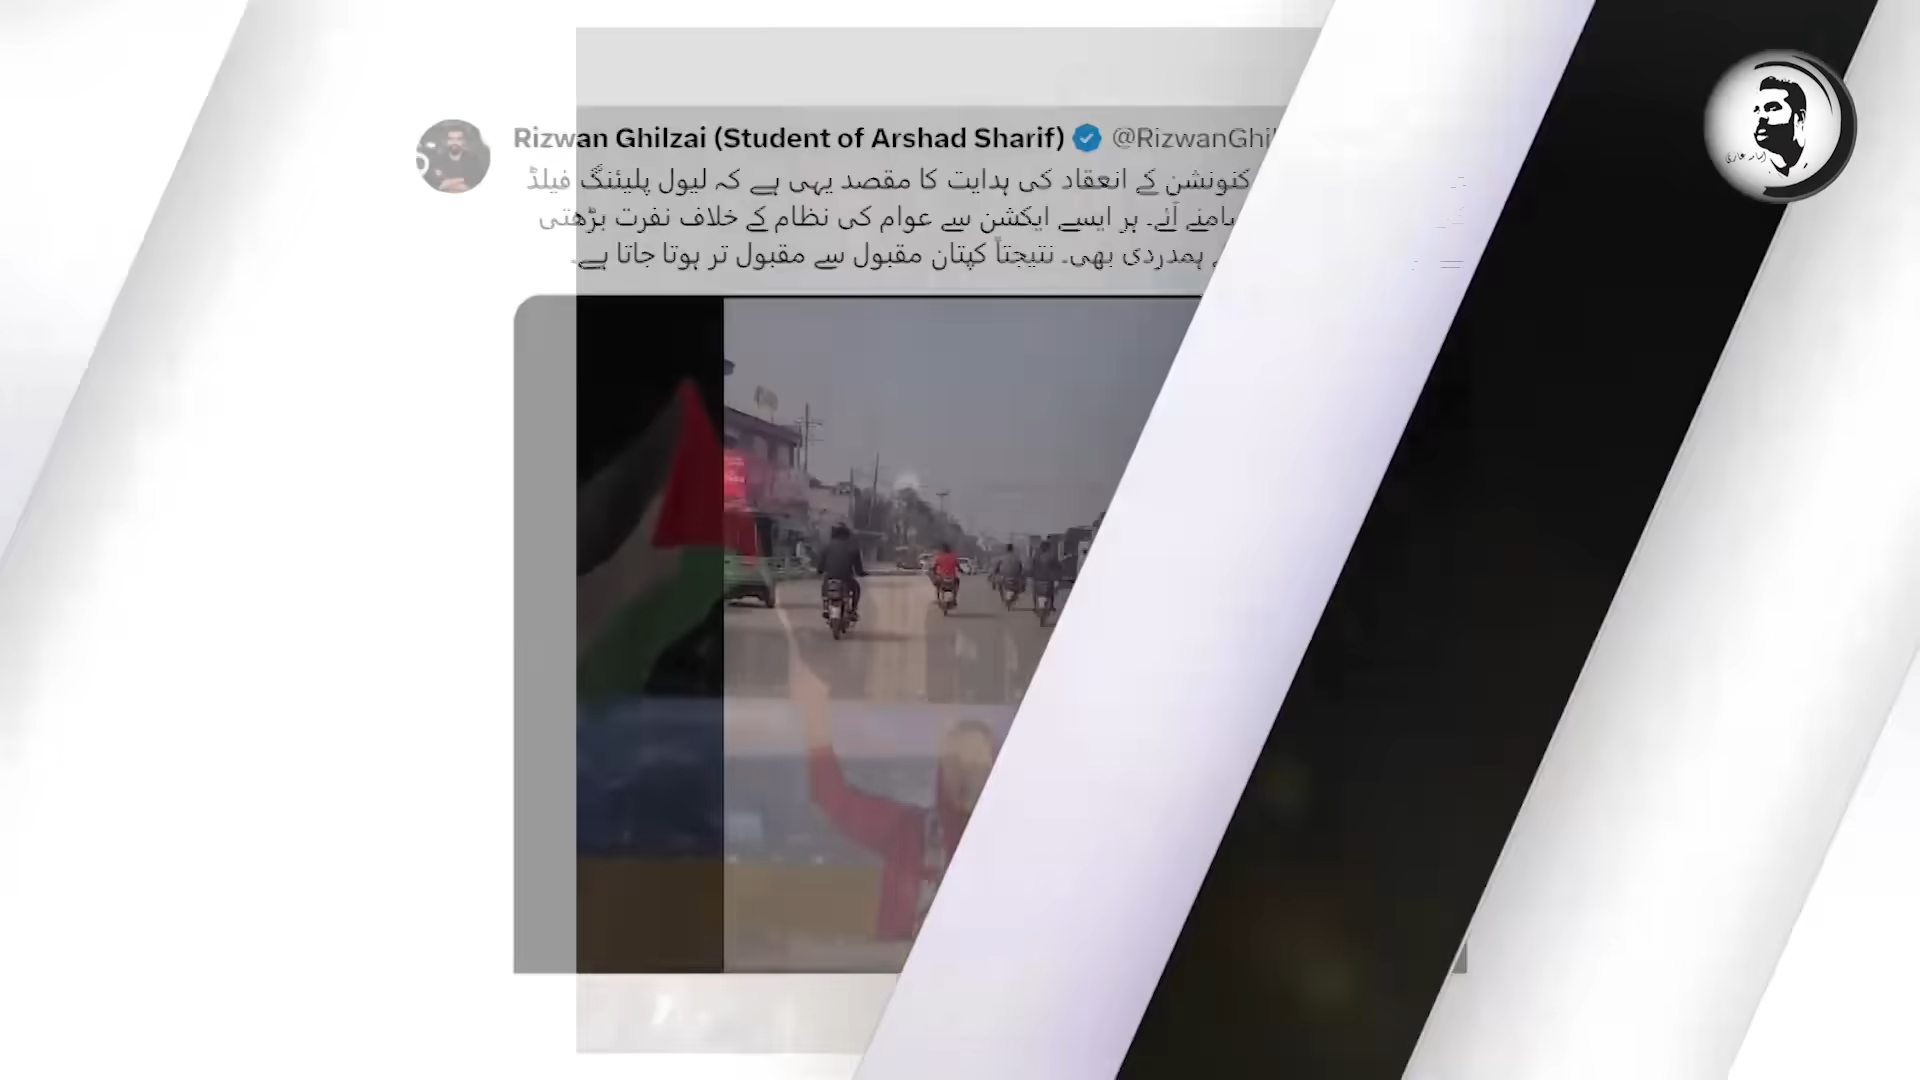 Rizwan Ghilzai (Student of Arshad Sharif) @RizwanGhil
کنونشن کے انعقاد کی ہدایت کا مقصد یہی ہے کہ لیول پلیئنگ فیلڈ
سامنے آئے۔ ہر ایسے ایکشن سے عوام کی نظام کے خلاف نفرت بڑھتی
ہمدردی بھی۔ نتیجتاً کپتان مقبول سے مقبول تر ہوتا جاتا ہے۔